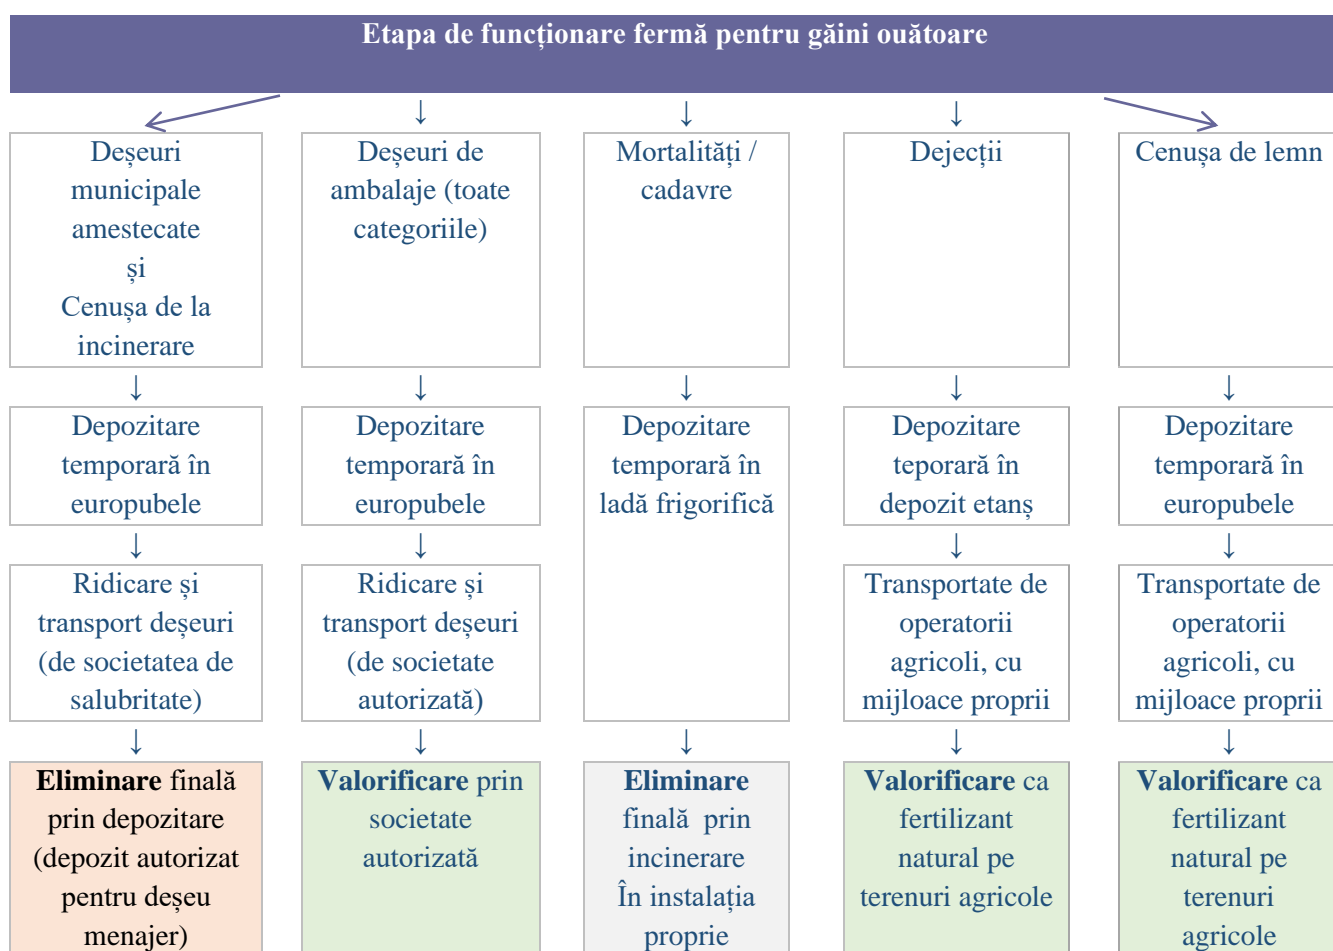 Etapa de funcționare fermă pentru găini ouătoare
↓
↓
↓
Deșeuri
municipale
amestecate
și
Cenușa de la
incinerare
Deșeuri de
ambalaje (toate
categoriile)
Mortalități /
cadavre
Dejecții
Cenușa de lemn
↓
↓
↓
↓
↓
Depozitare
temporară în
europubele
Depozitare
temporară în
europubele
Depozitare
temporară în
ladă frigorifică
Depozitare
teporară în
depozit etanș
Depozitare
temporară în
europubele
↓
↓
↓
↓
Ridicare și
transport deșeuri
(de societatea de
salubritate)
Ridicare și
transport deșeuri
(de societate
autorizată)
Transportate de
operatorii
agricoli, cu
mijloace proprii
Transportate de
operatorii
agricoli, cu
mijloace proprii
↓
↓
↓
↓
↓
Eliminare finală
prin depozitare
(depozit autorizat
pentru deșeu
menajer)
Valorificare prin
societate
autorizată
Eliminare
finală prin
incinerare
În instalația
proprie
Valorificare ca
fertilizant
natural pe
terenuri agricole
Valorificare ca
fertilizant
natural pe
terenuri
agricole